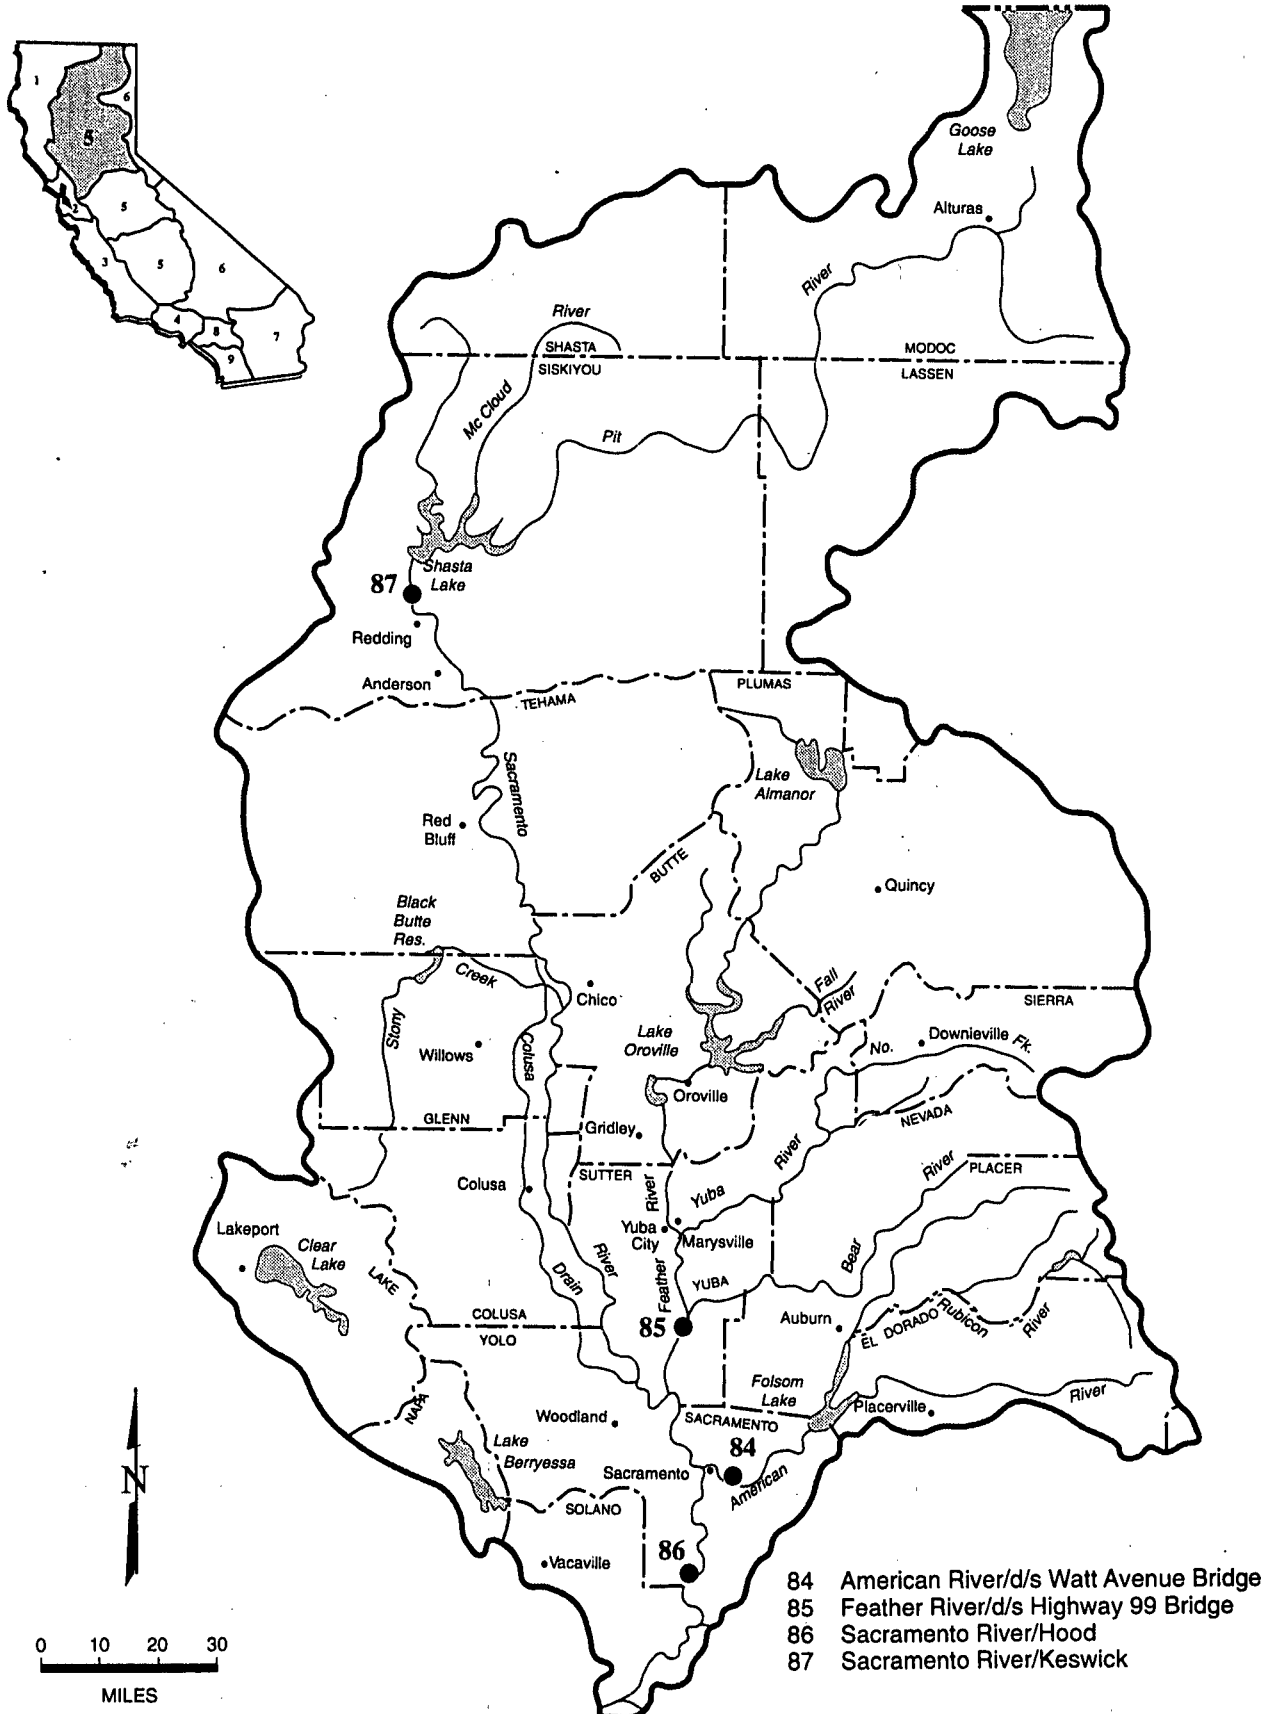 1
6
5
2
5
3
5
6
4
8
7
9
Goose
Lake
Alturas
River
River
SHASTA
SISKIYOU
MODOC
LASSEN
Mc Cloud
Pit
Shasta
Lake
87
Redding
Anderson
TEHAMA
PLUMAS
Sacramento
Lake
Almanor
Red
Bluff
BUTTE
Quincy
Black
Butte
Res.
Creek
Chico
Fall
River
SIERRA
Stony
Willows
Colusa
Lake
Oroville
No.
Downieville
Fk.
Oroville
GLENN
Gridley
NEVADA
River
SUTTER
River
PLACER
Colusa
River
Yuba
Lakeport
Clear
Lake
Yuba
City
Marysville
LAKE
Drain
River
Feather
YUBA
Bear
COLUSA
YOLO
85
Auburn
EL DORADO
Rubicon
River
NAPA
Folsom
Lake
Placerville
River
Woodland
SACRAMENTO
Lake
Berryessa
84
Sacramento
American
N
SOLANO
Vacaville
86
84 American River/d/s Watt Avenue Bridge
85 Feather River/d/s Highway 99 Bridge
86 Sacramento River/Hood
87 Sacramento River/Keswick
0 10 20 30
MILES